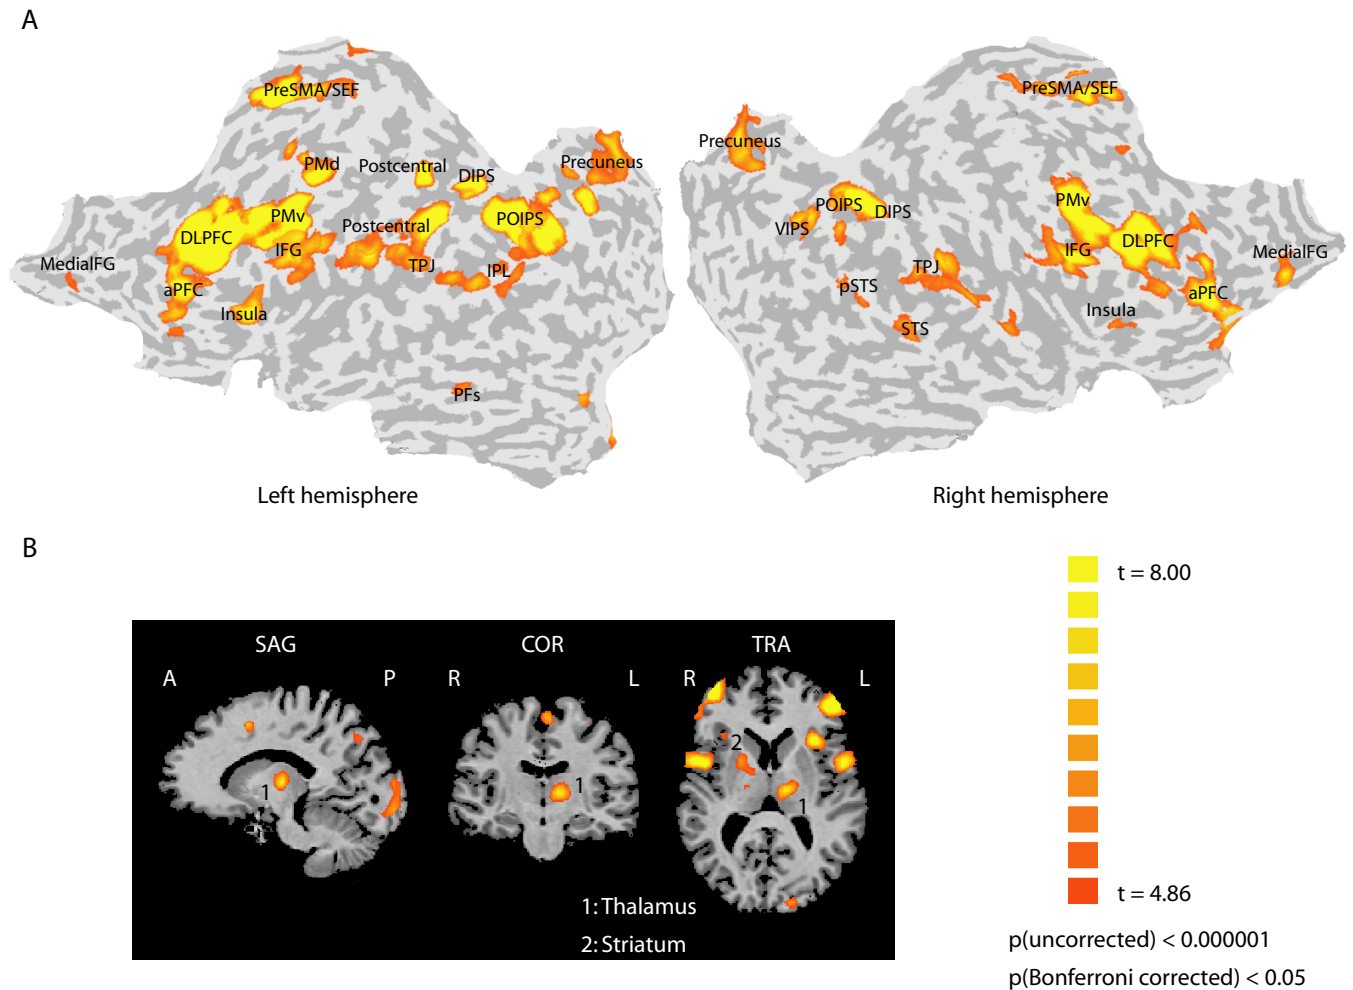 A
PreSMA/SEF
PMd
Postcentral
DIPS
Precuneus
PMv
Postcentral
POIPS
DLPFC
IFG
TPJ
IPL
MedialFG
aPFC
Insula
PFs
Left hemisphere
PreSMA/SEF
Precuneus
PMv
POIPS
DIPS
VIPS
DLPFC
IFG
MedialFG
TPJ
pSTS
aPFC
Insula
STS
Right hemisphere
B
SAG
COR
TRA
A
P
R
L
R
L
1
1
2
1
1: Thalamus
2: Striatum
t = 8.00
t = 4.86
p(uncorrected) < 0.000001
p(Bonferroni corrected) < 0.05